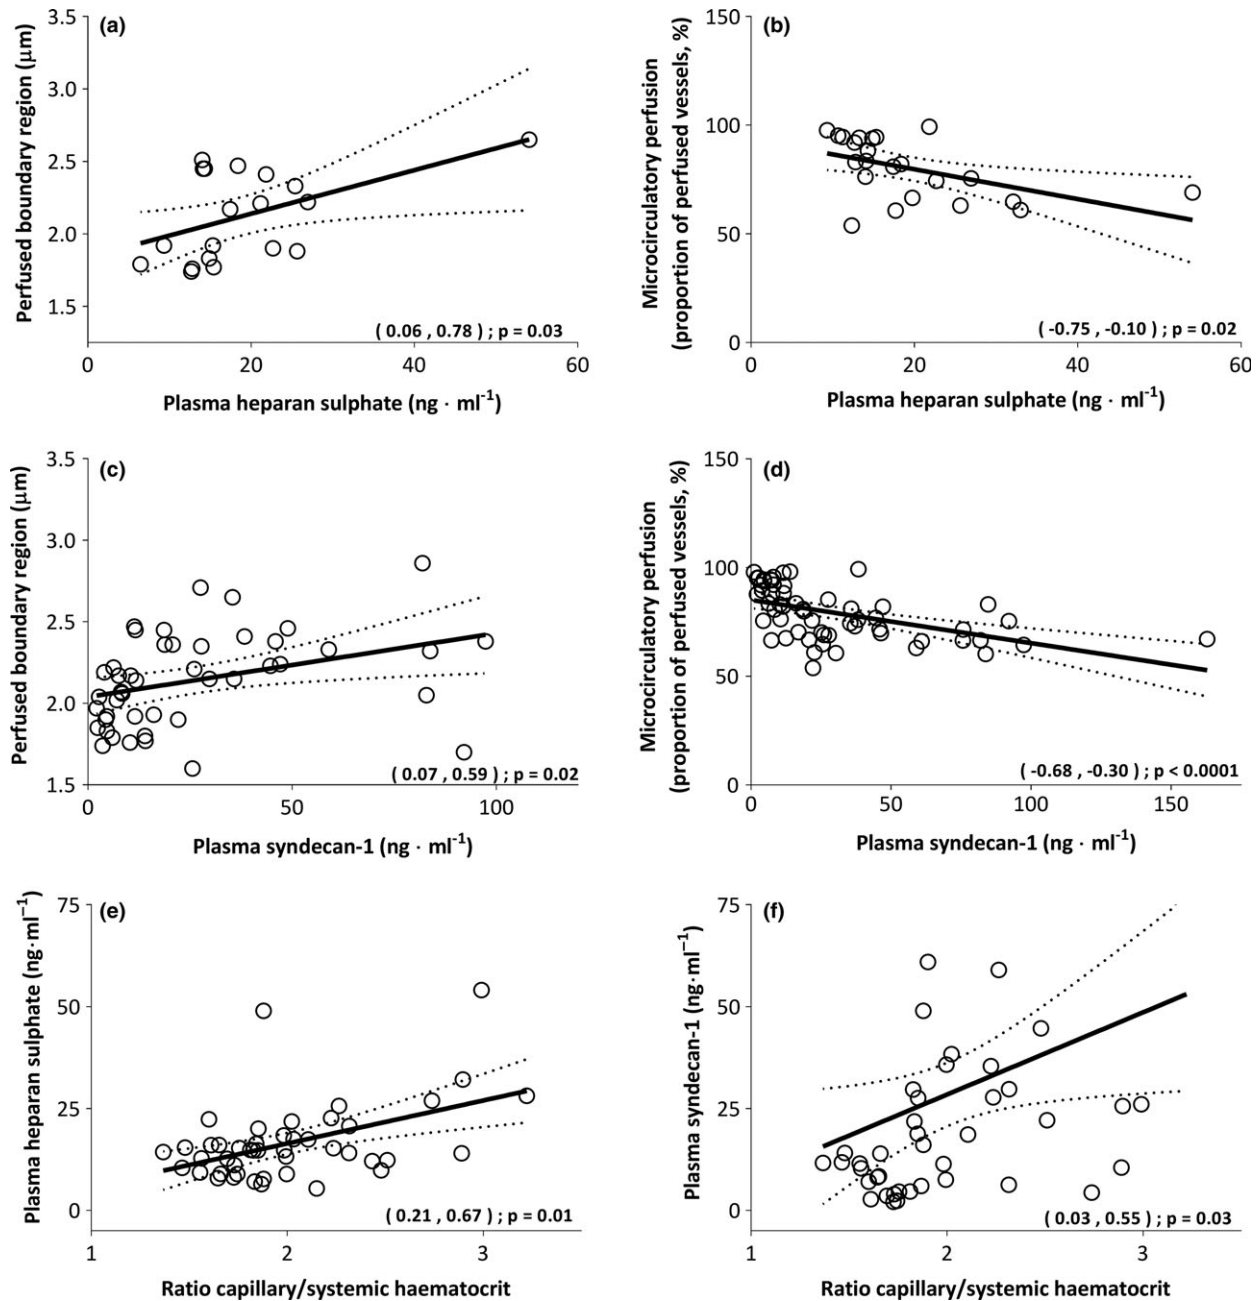 (a)
Perfused boundary region (μm)
3.5
3.0
2.5
2.0
1.5
0
20
40
60
( 0.06 , 0.78 ) ; p = 0.03
Plasma heparan sulphate (ng · ml⁻¹)
(b)
Microcirculatory perfusion
(proportion of perfused vessels, %)
150
100
50
0
0
20
40
60
( -0.75 , -0.10 ) ; p = 0.02
Plasma heparan sulphate (ng · ml⁻¹)
(c)
Perfused boundary region (μm)
3.5
3.0
2.5
2.0
1.5
0
50
100
( 0.07 , 0.59 ) ; p = 0.02
Plasma syndecan-1 (ng · ml⁻¹)
(d)
Microcirculatory perfusion
(proportion of perfused vessels, %)
150
100
50
0
0
50
100
150
( -0.68 , -0.30 ) ; p < 0.0001
Plasma syndecan-1 (ng · ml⁻¹)
(e)
Plasma heparan sulphate (ng·ml⁻¹)
75
50
25
0
1
2
3
( 0.21 , 0.67 ) ; p = 0.01
Ratio capillary/systemic haematocrit
(f)
Plasma syndecan-1 (ng·ml⁻¹)
75
50
25
0
1
2
3
( 0.03 , 0.55 ) ; p = 0.03
Ratio capillary/systemic haematocrit